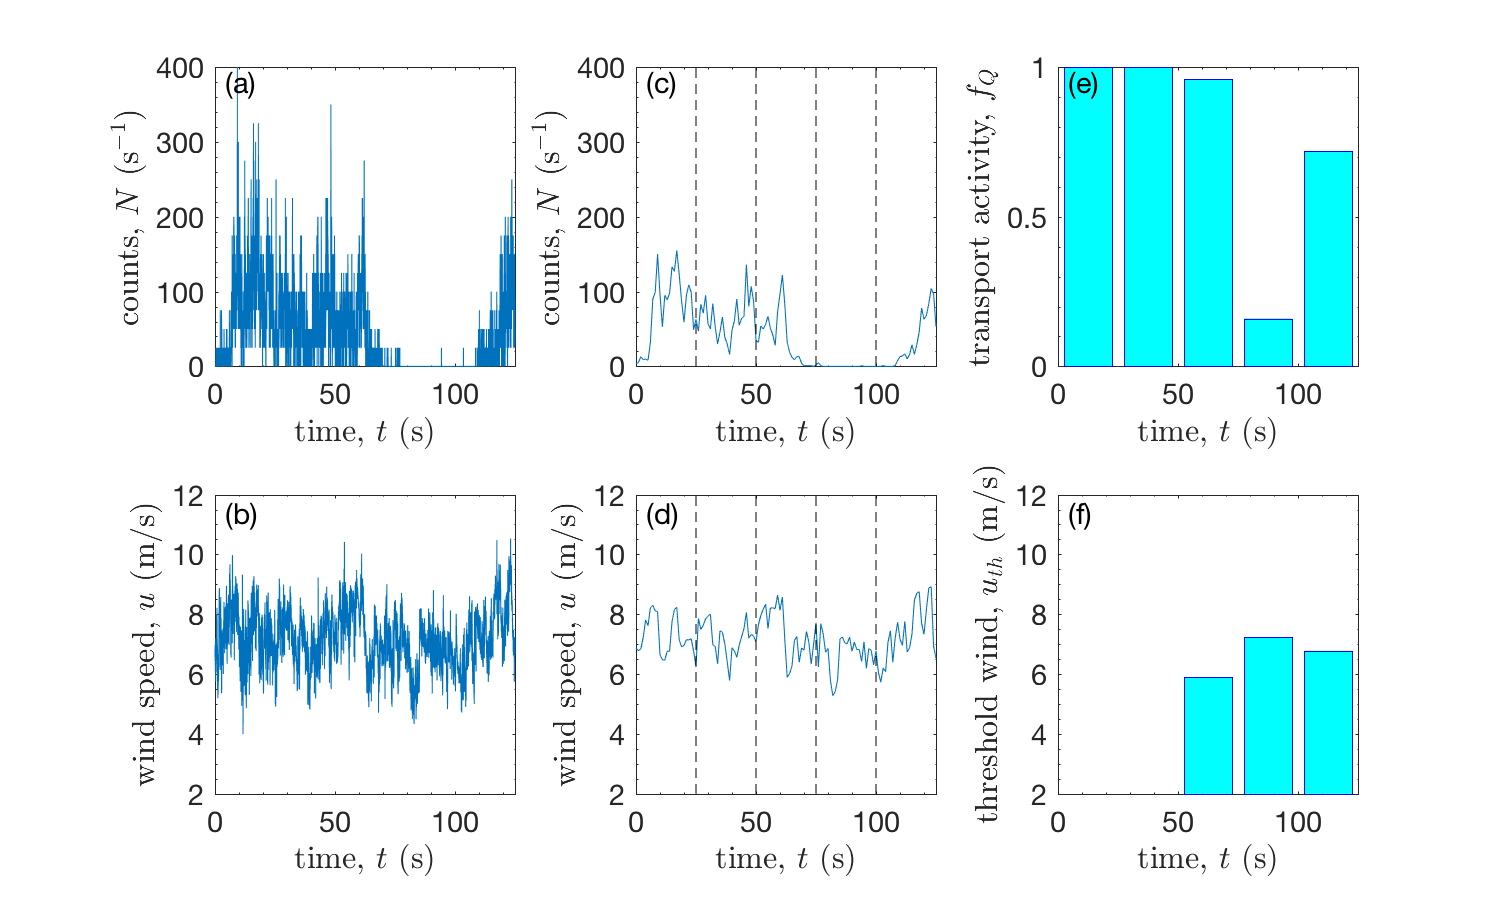 (a)
400
300
200
100
0
counts, N (s⁻¹)
0 50 100
time, t (s)
(c)
400
300
200
100
0
counts, N (s⁻¹)
0 50 100
time, t (s)
(e)
1
0.5
0
transport activity, f_Q
0 50 100
time, t (s)
(b)
12
10
8
6
4
2
wind speed, u (m/s)
0 50 100
time, t (s)
(d)
12
10
8
6
4
2
wind speed, u (m/s)
0 50 100
time, t (s)
(f)
12
10
8
6
4
2
threshold wind, u_th (m/s)
0 50 100
time, t (s)